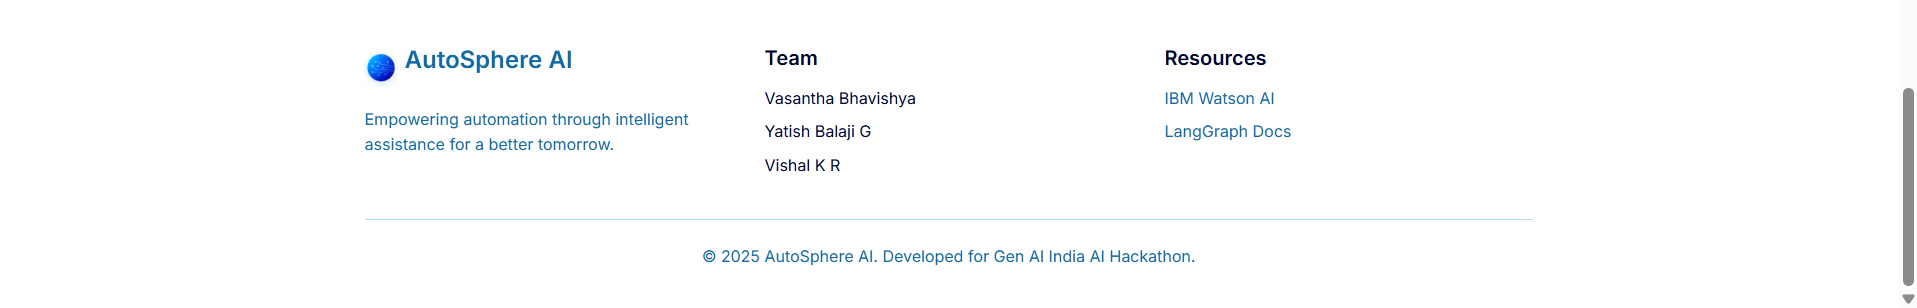 AutoSphere AI
Empowering automation through intelligent
assistance for a better tomorrow.
Team
Vasantha Bhavishya
Yatish Balaji G
Vishal K R
Resources
IBM Watson AI
LangGraph Docs
© 2025 AutoSphere AI. Developed for Gen AI India AI Hackathon.